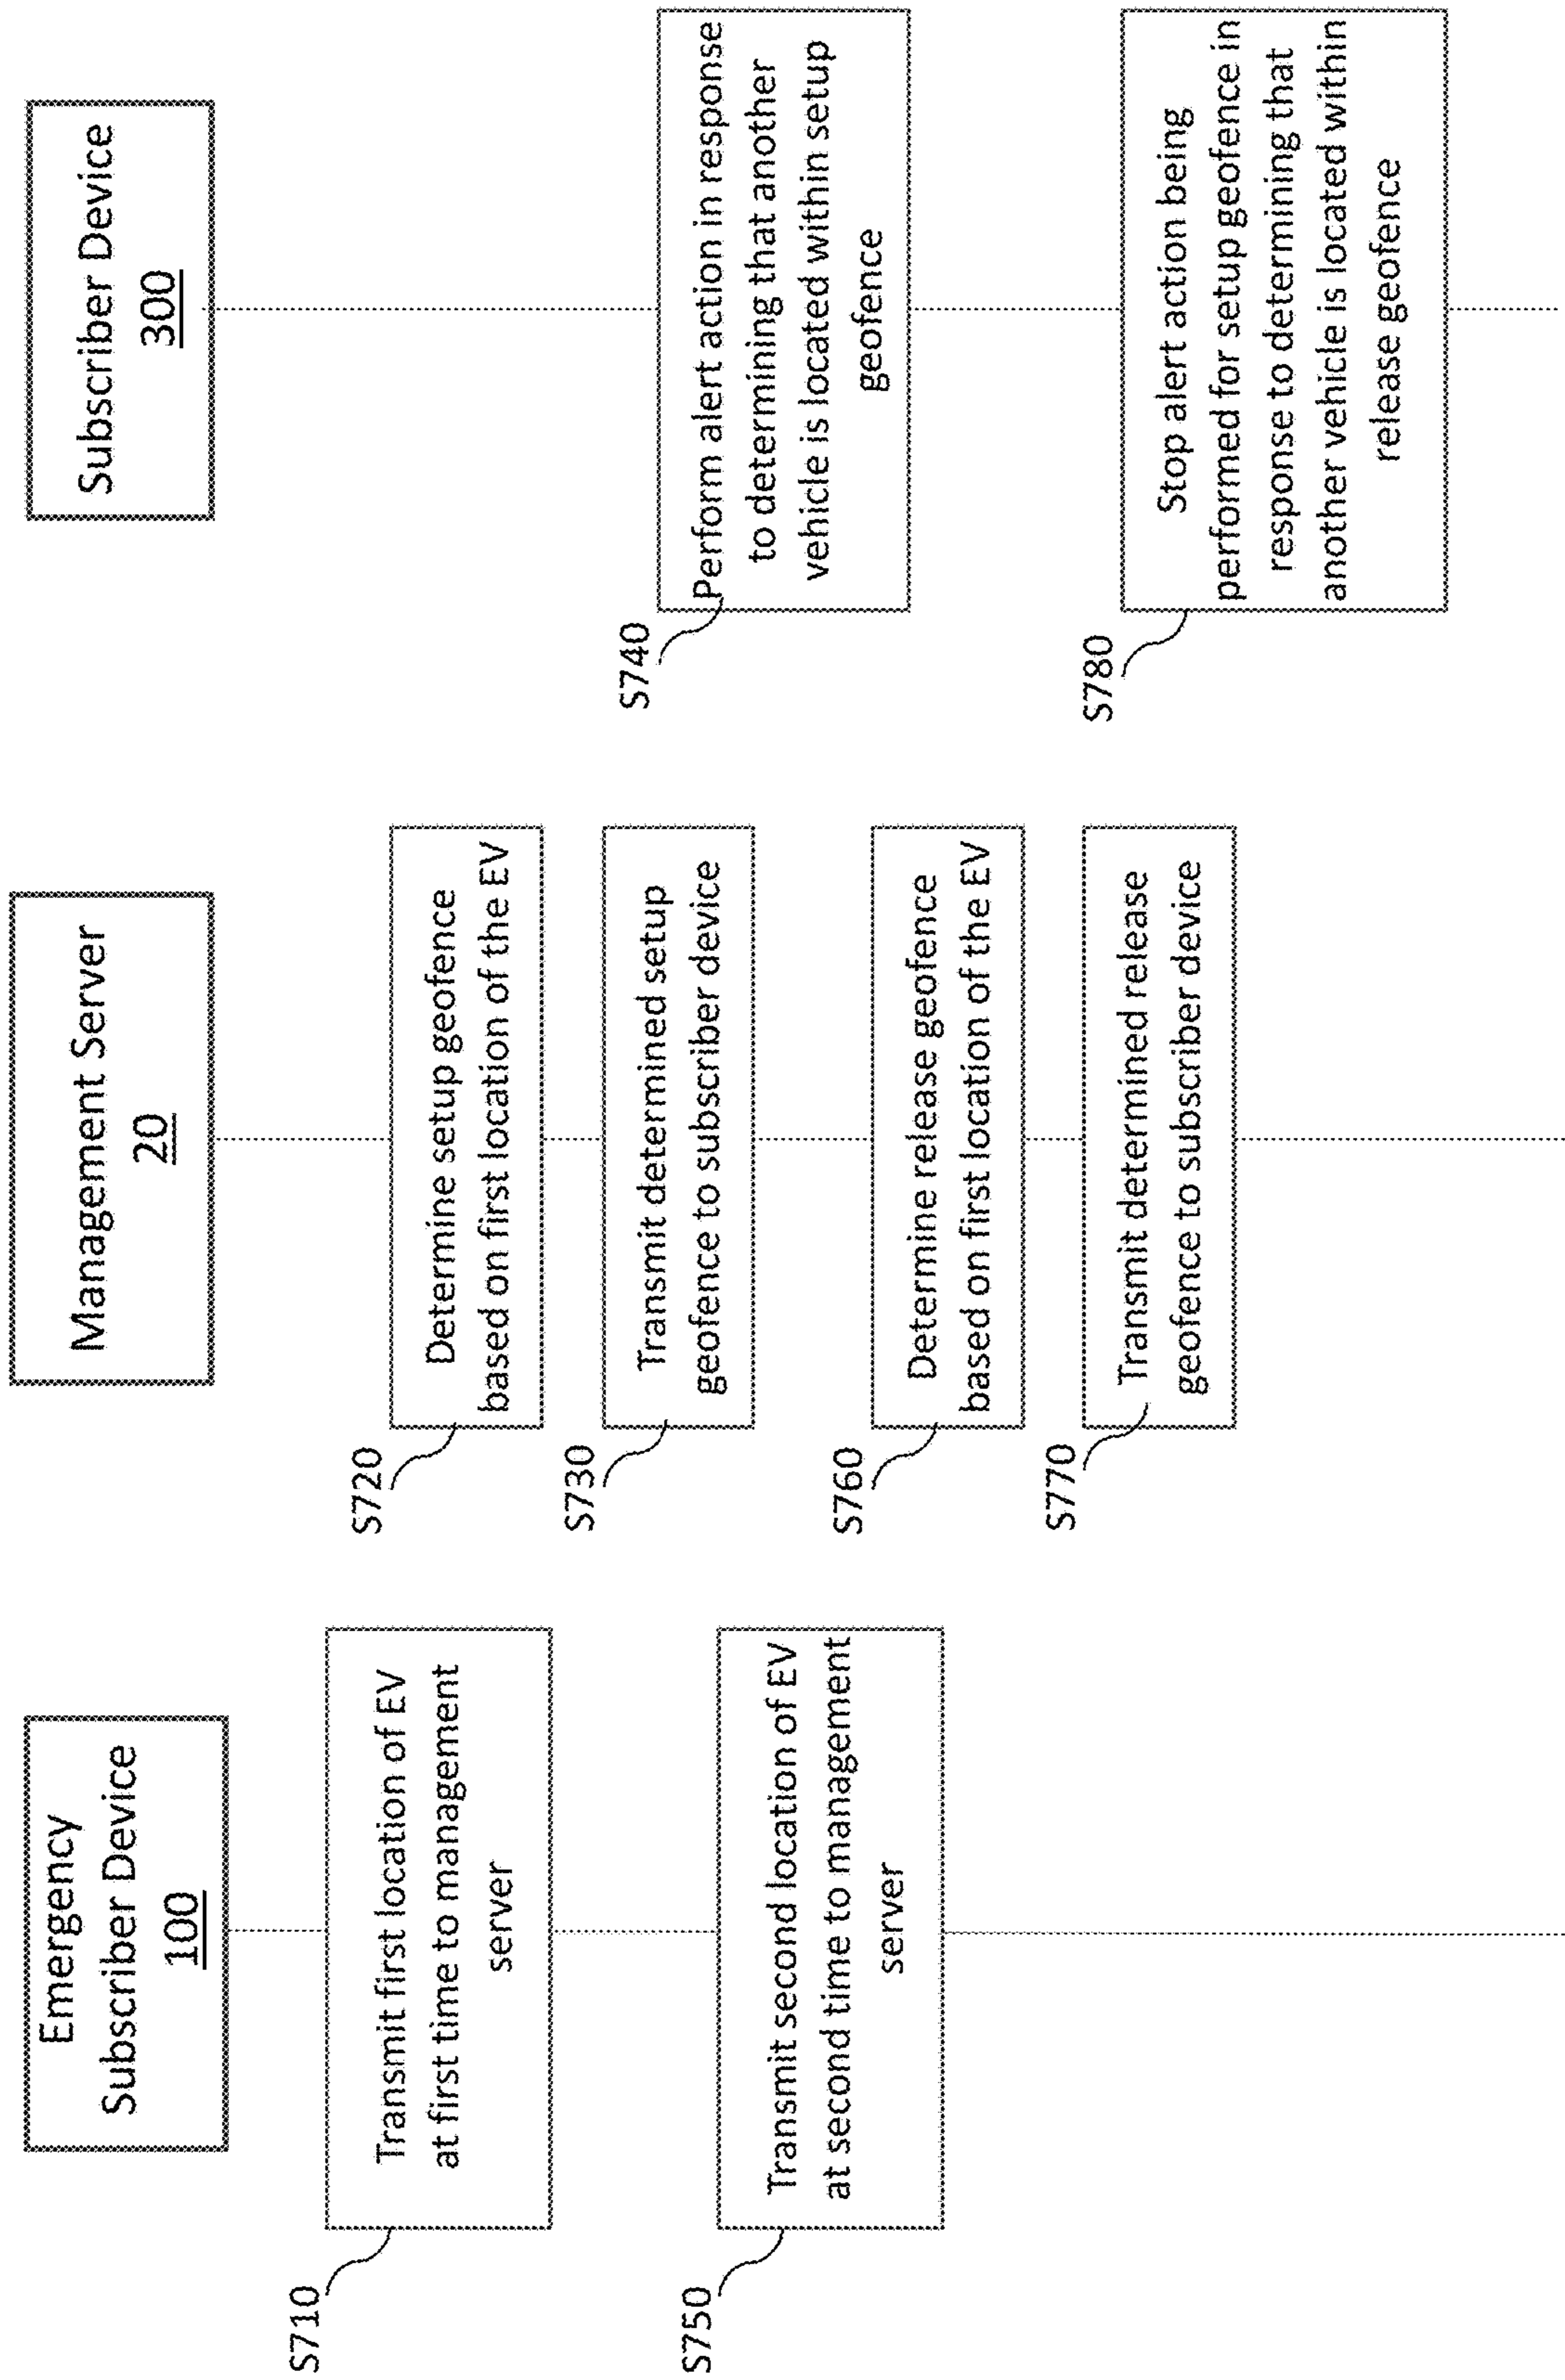 Emergency
Subscriber Device
100
Management Server
20
Subscriber Device
300
S710
Transmit first location of EV
at first time to management
server
S720
Determine setup geofence
based on first location of the EV
S730
Transmit determined setup
geofence to subscriber device
S740
Perform alert action in response
to determining that another
vehicle is located within setup
geofence
S750
Transmit second location of EV
at second time to management
server
S760
Determine release geofence
based on first location of the EV
S770
Transmit determined release
geofence to subscriber device
S780
Stop alert action being
performed for setup geofence in
response to determining that
another vehicle is located within
release geofence